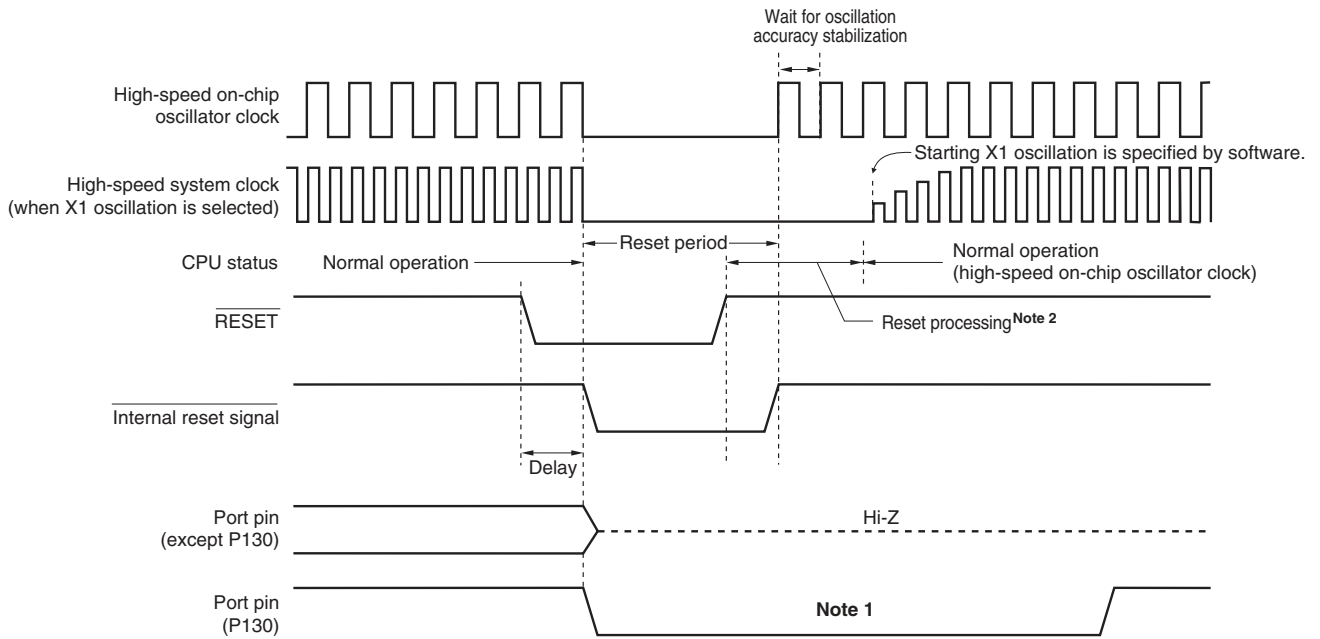 Wait for oscillation
accuracy stabilization
High-speed on-chip
oscillator clock
Starting X1 oscillation is specified by software.
High-speed system clock
(when X1 oscillation is selected)
Reset period
CPU status
Normal operation
Normal operation
(high-speed on-chip oscillator clock)
RESET
Reset processing Note 2
Internal reset signal
Delay
Port pin
(except P130)
Hi-Z
Port pin
(P130)
Note 1